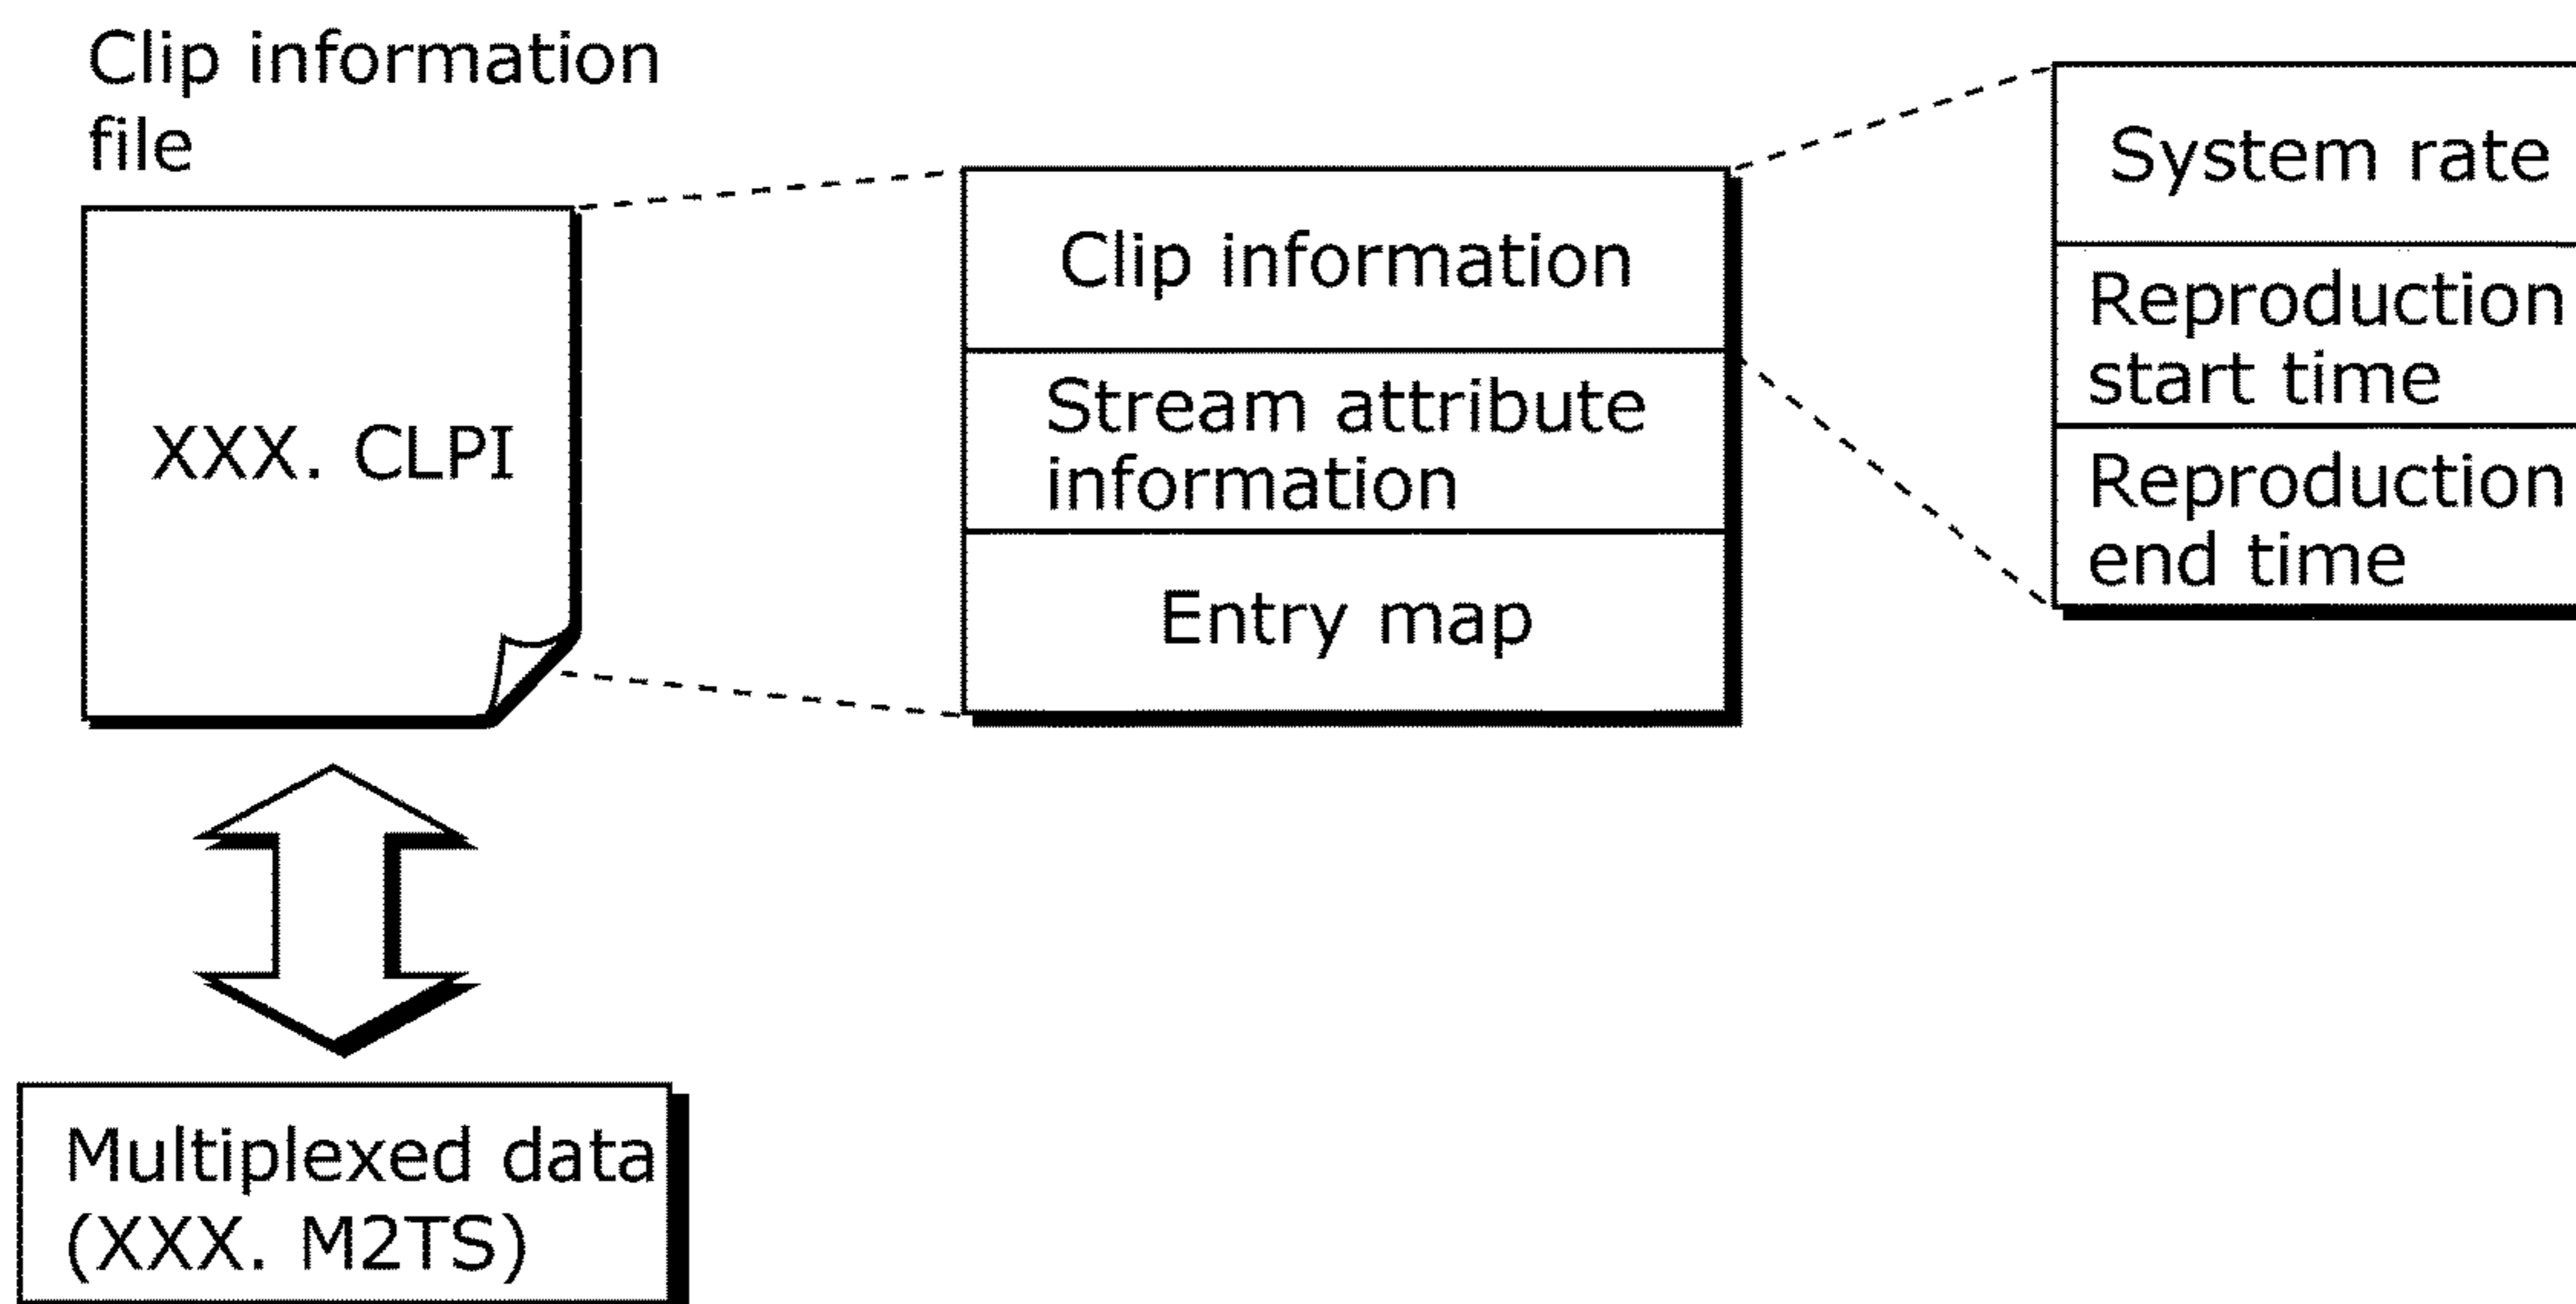 Clip information
file
XXX. CLPI
Clip information
Stream attribute
information
Entry map
System rate
Reproduction
start time
Reproduction
end time
Multiplexed data
(XXX. M2TS)